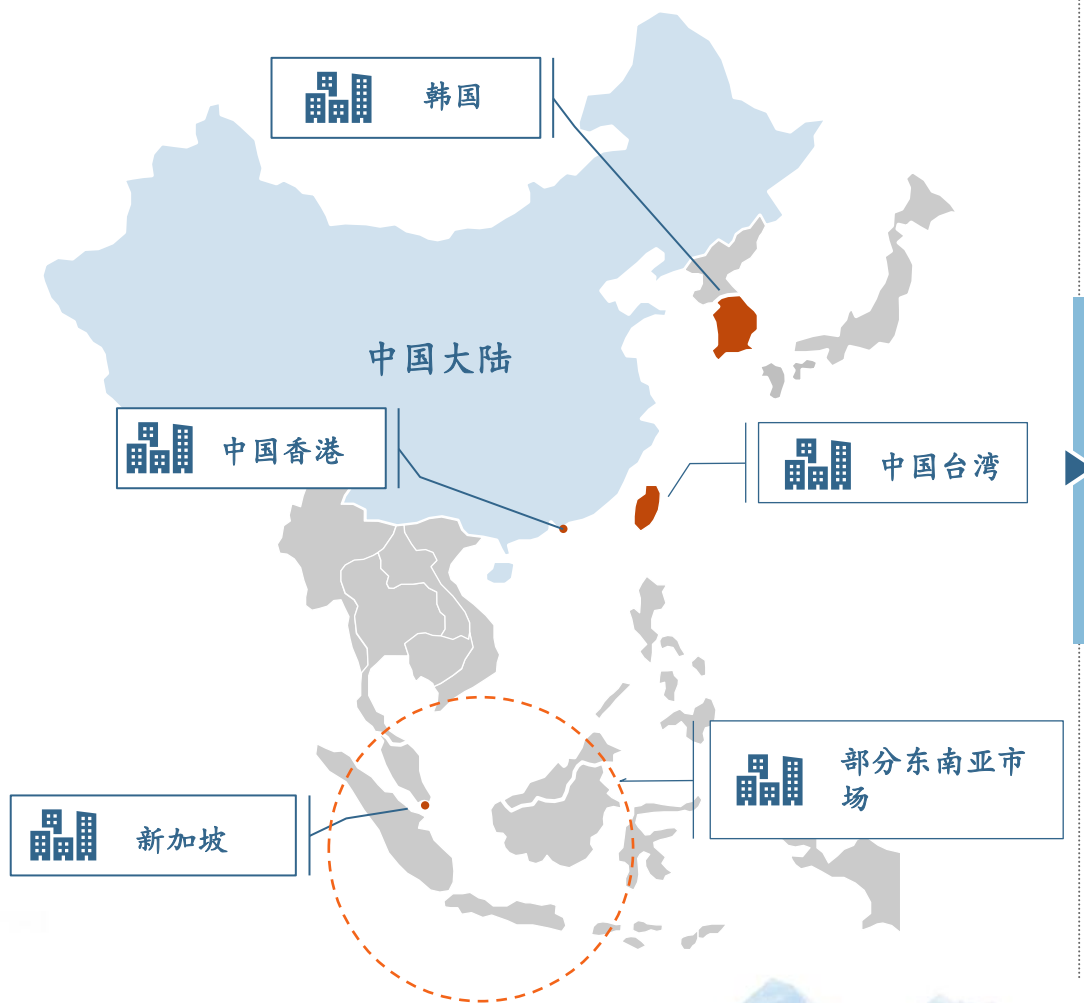 韩国
中国大陆
中国香港
中国台湾
部分东南亚市
场
新加坡